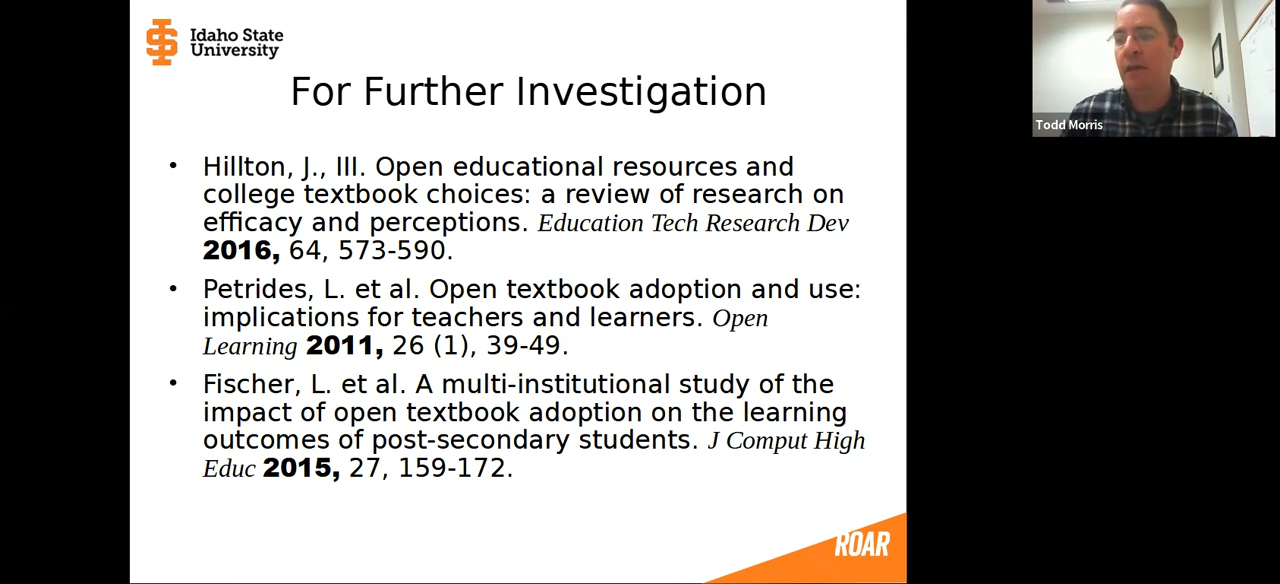 Idaho State
University
For Further Investigation
• Hillton, J., III. Open educational resources and
college textbook choices: a review of research on
efficacy and perceptions. Education Tech Research Dev
2016, 64, 573-590.
• Petrides, L. et al. Open textbook adoption and use:
implications for teachers and learners. Open
Learning 2011, 26 (1), 39-49.
• Fischer, L. et al. A multi-institutional study of the
impact of open textbook adoption on the learning
outcomes of post-secondary students. J Comput High
Educ 2015, 27, 159-172.
ROAR
Todd Morris